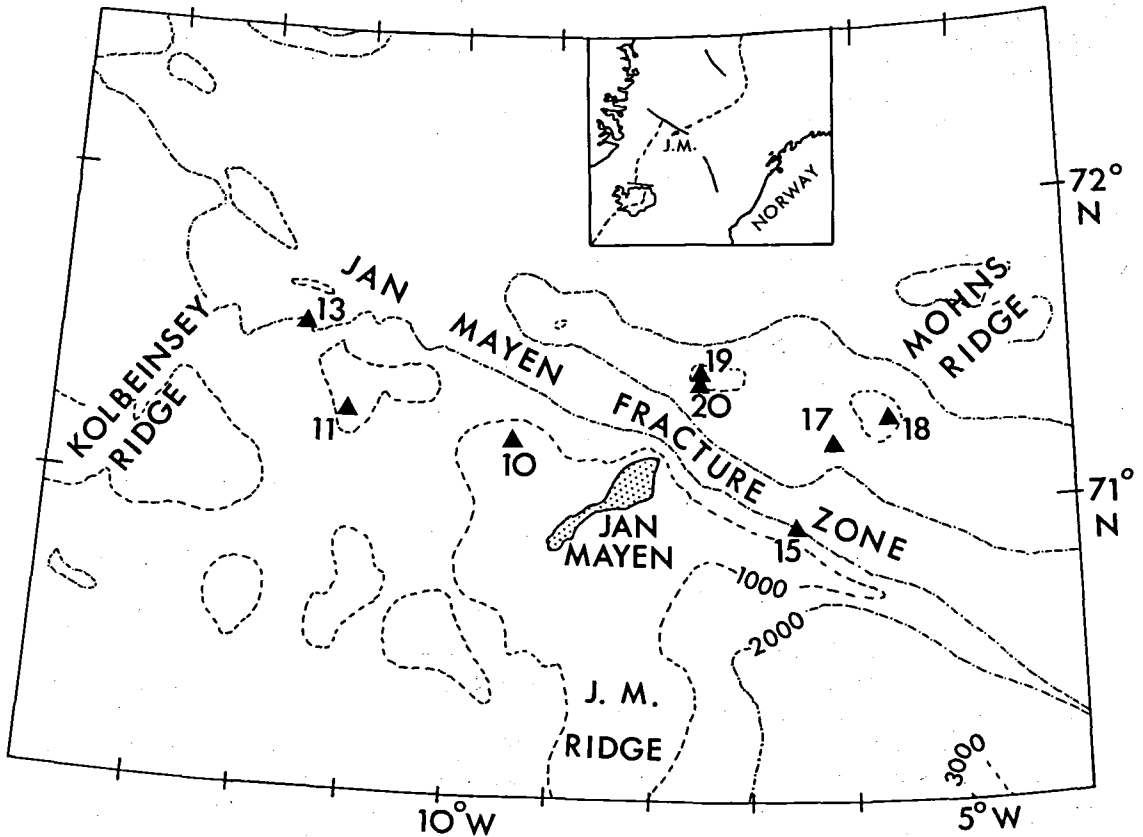 J.M.
NORWAY
72°
N
JAN
MAYEN
FRACTURE
ZONE
MOHNS
RIDGE
KOLBEINSEY
RIDGE
13
19
20
11
10
17
18
15
71°
N
JAN
MAYEN
1000
2000
3000
J. M.
RIDGE
10°W
5°W